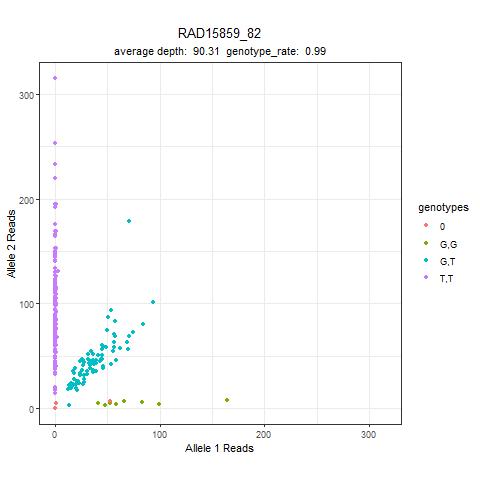 RAD15859_82
average depth: 90.31 genotype_rate: 0.99
300
200
100
0
Allele 2 Reads
0 100 200 300
Allele 1 Reads
genotypes
0
G,G
G,T
T,T